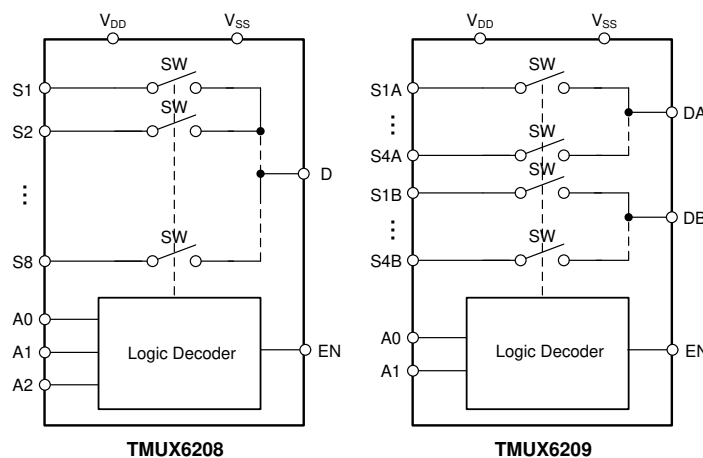 VDD
VSS
SW
S1
SW
S2
⋮
D
SW
S8
A0
A1
A2
Logic Decoder
EN
TMUX6208
VDD
VSS
SW
S1A
DA
⋮
SW
S4A
SW
S1B
DB
⋮
SW
S4B
A0
A1
Logic Decoder
EN
TMUX6209